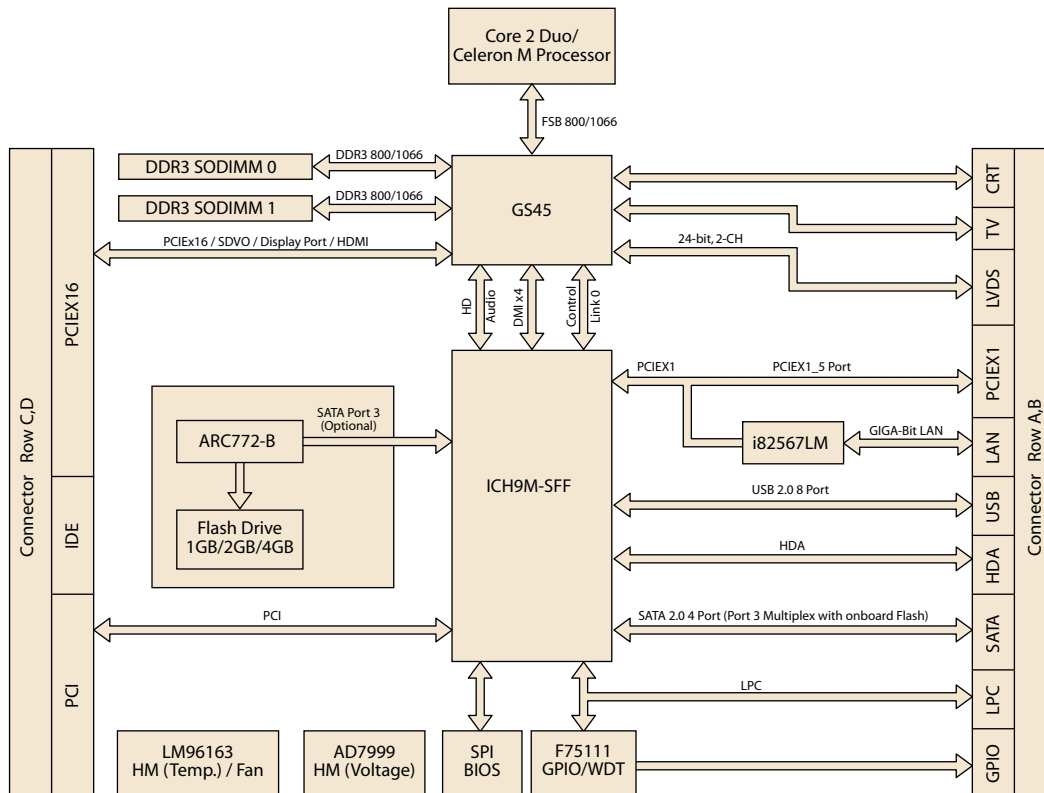 Core 2 Duo/
Celeron M Processor
FSB 800/1066
DDR3 SODIMM 0
DDR3 800/1066
DDR3 SODIMM 1
DDR3 800/1066
GS45
PCIEx16 / SDVO / Display Port / HDMI
24-bit, 2-CH
HD
Audio
DMI x4
Control
Link 0
Connector Row C,D
PCIEX16
IDE
PCI
ARC772-B
SATA Port 3
(Optional)
Flash Drive
1GB/2GB/4GB
PCI
ICH9M-SFF
PCIEX1
PCIEX1_5 Port
i82567LM
GIGA-Bit LAN
USB 2.0 8 Port
HDA
SATA 2.0 4 Port (Port 3 Multiplex with onboard Flash)
LPC
LM96163
HM (Temp.) / Fan
AD7999
HM (Voltage)
SPI
BIOS
F75111
GPIO/WDT
CRT
TV
LVDS
PCIEX1
LAN
USB
HDA
SATA
LPC
GPIO
Connector Row A,B